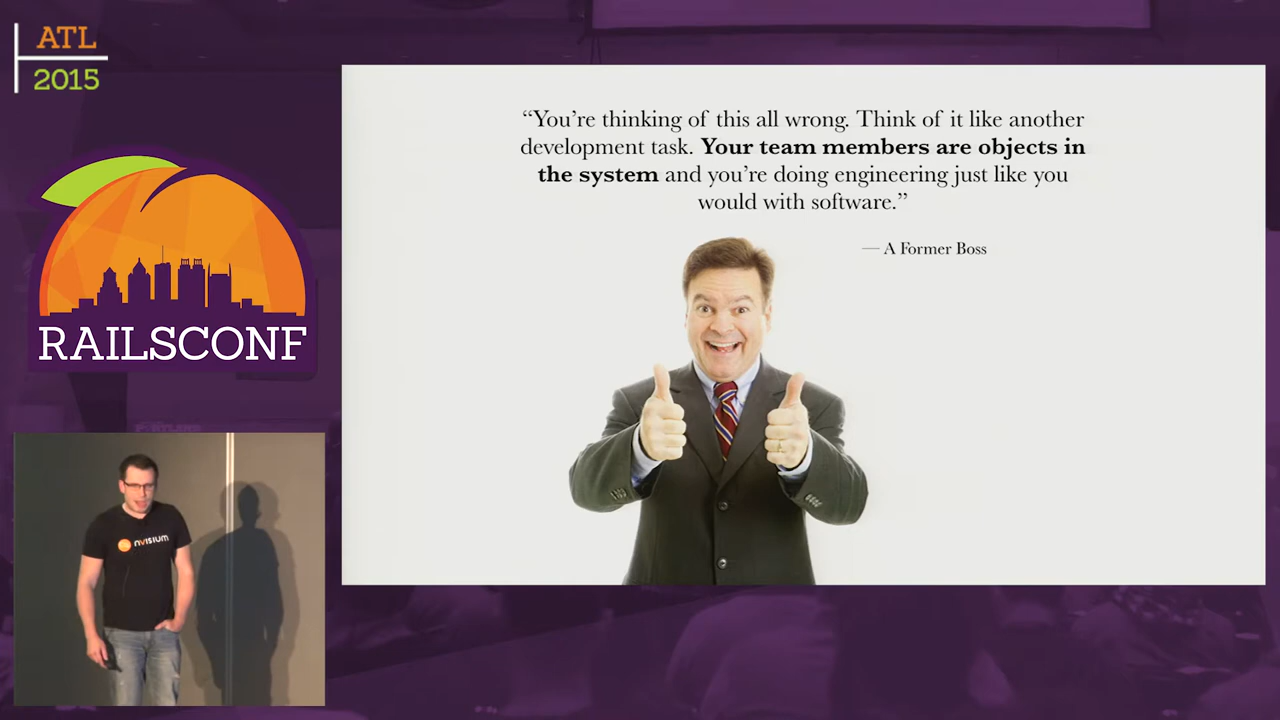 ATL
2015
RAILSCONF
“You’re thinking of this all wrong. Think of it like another
development task. Your team members are objects in
the system and you’re doing engineering just like you
would with software.”
— A Former Boss
nvisium